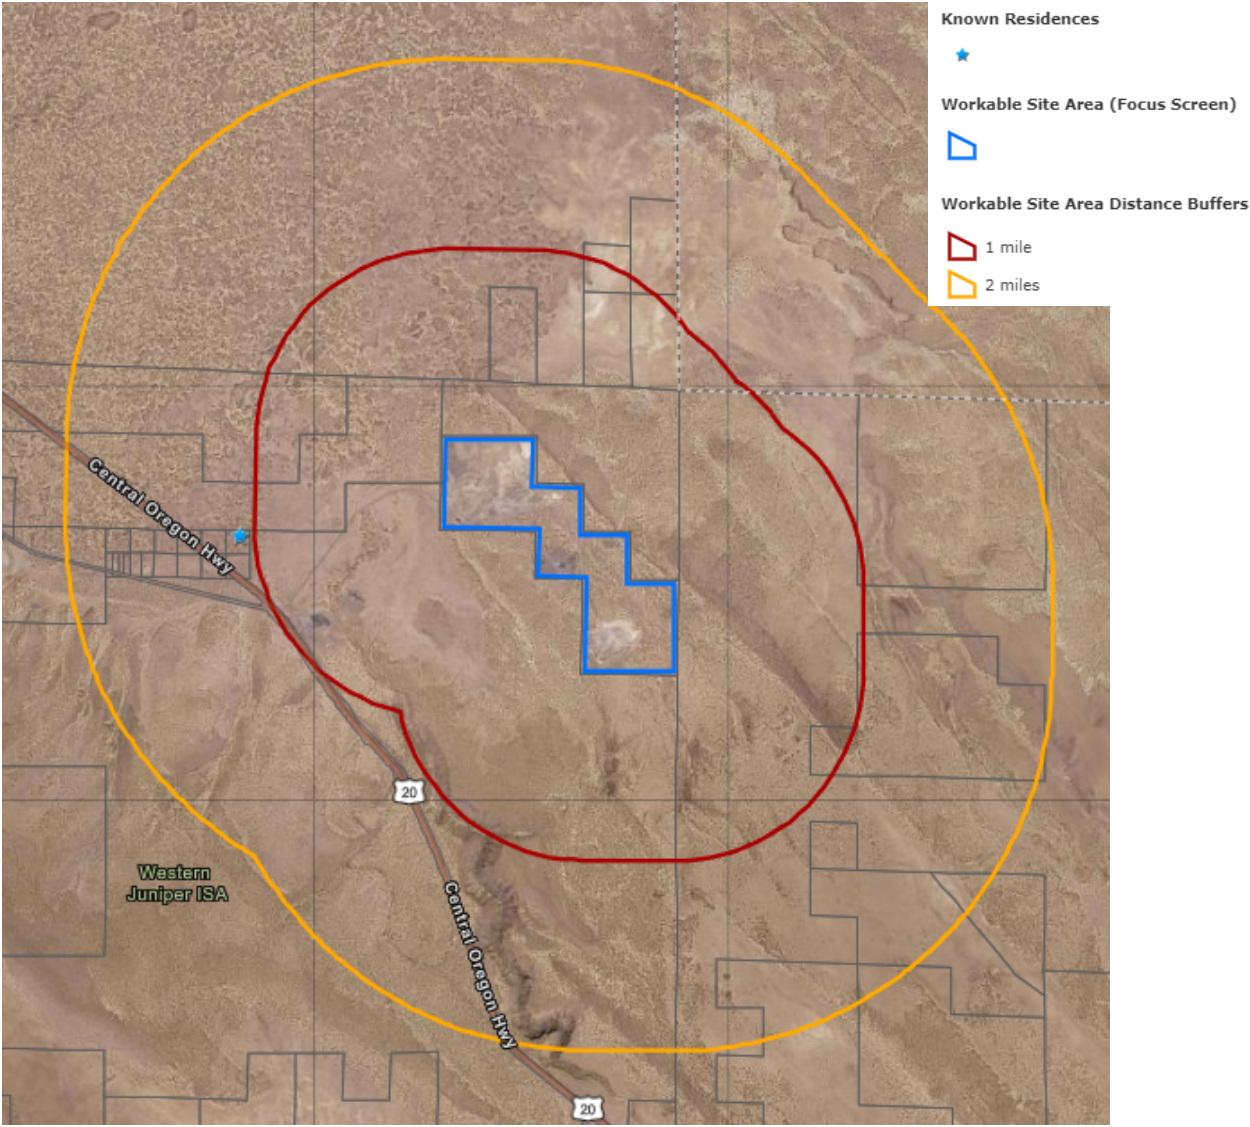 Known Residences
Workable Site Area (Focus Screen)
Workable Site Area Distance Buffers
1 mile
2 miles
Central Oregon Hwy
20
Western
Juniper ISA
Central Oregon Hwy
20